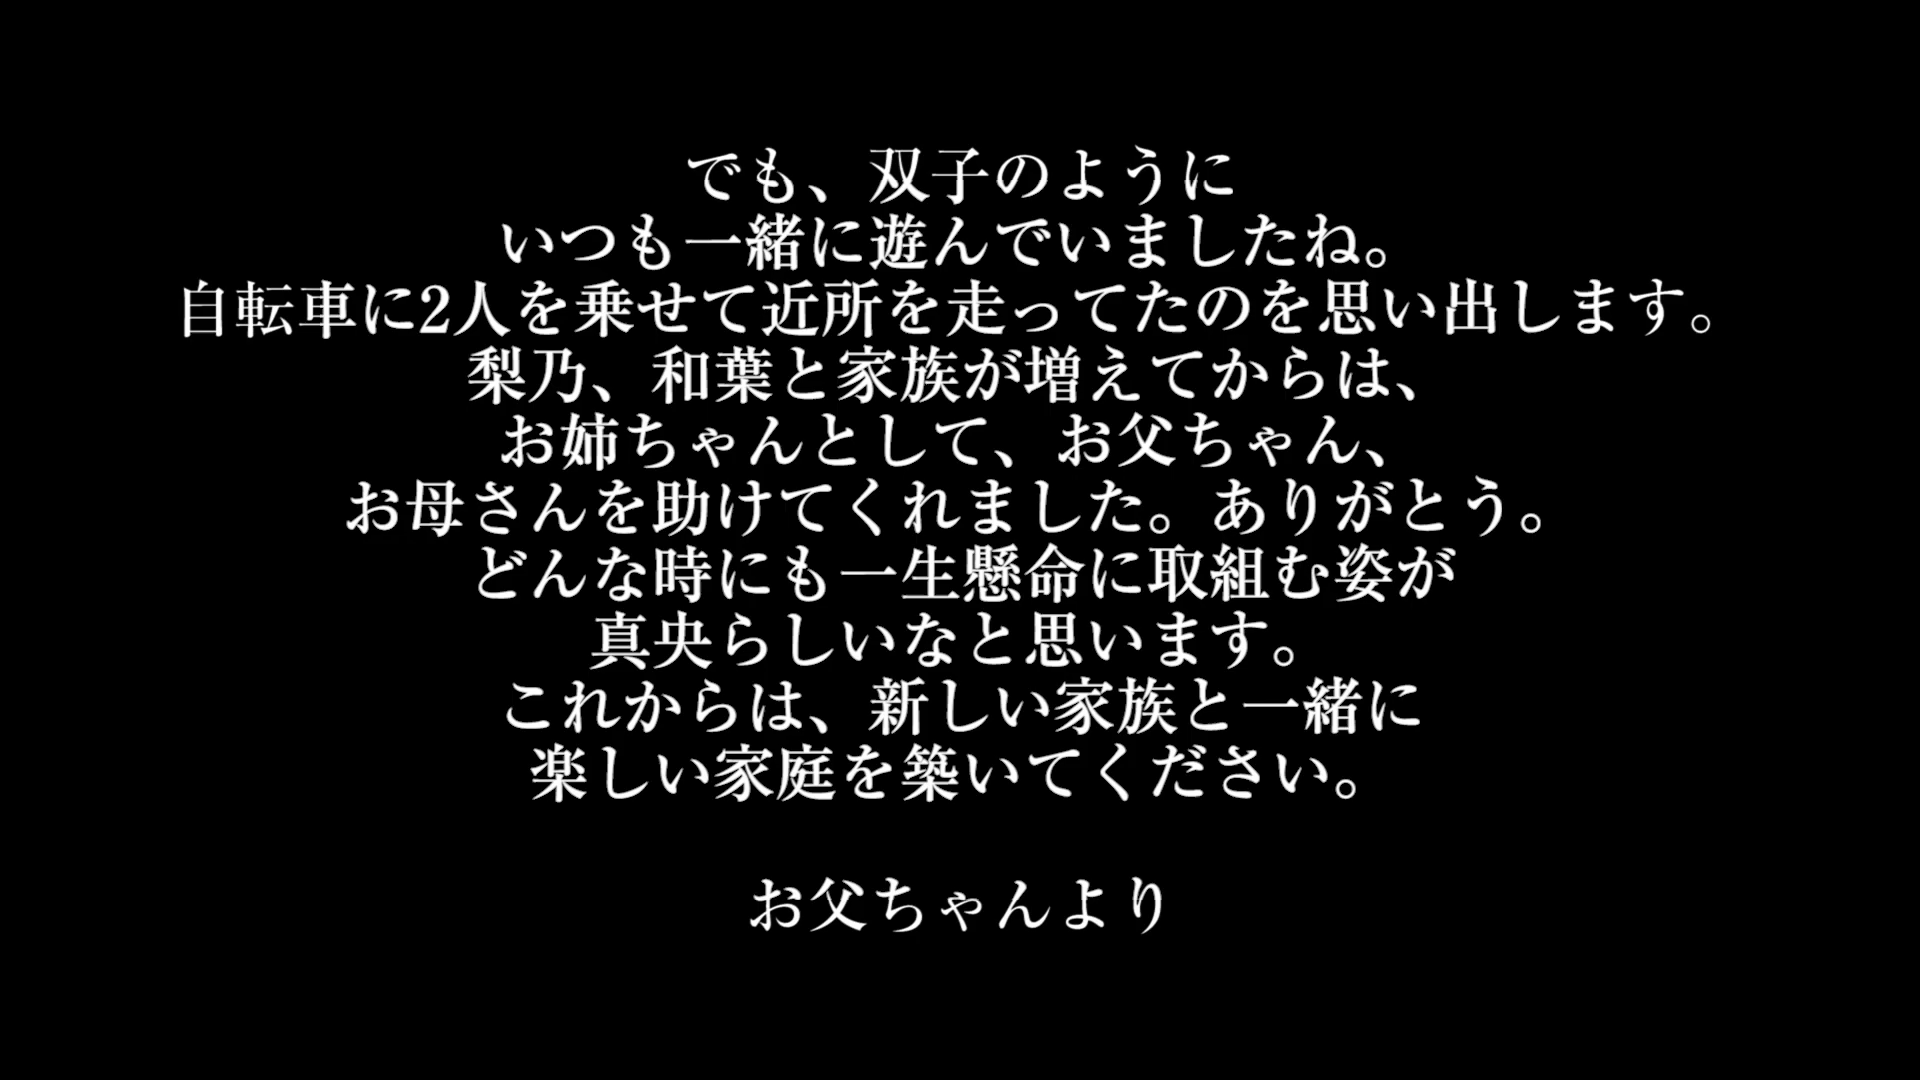 でも、双子のように
いつも一緒に遊んでいましたね。
自転車に2人を乗せて近所を走ってたのを思い出します。
梨乃、和葉と家族が増えてからは、
お姉ちゃんとして、お父ちゃん、
お母さんを助けてくれました。ありがとう。
どんな時にも一生懸命に取組む姿が
真央らしいなと思います。
これからは、新しい家族と一緒に
楽しい家庭を築いてください。
お父ちゃんより